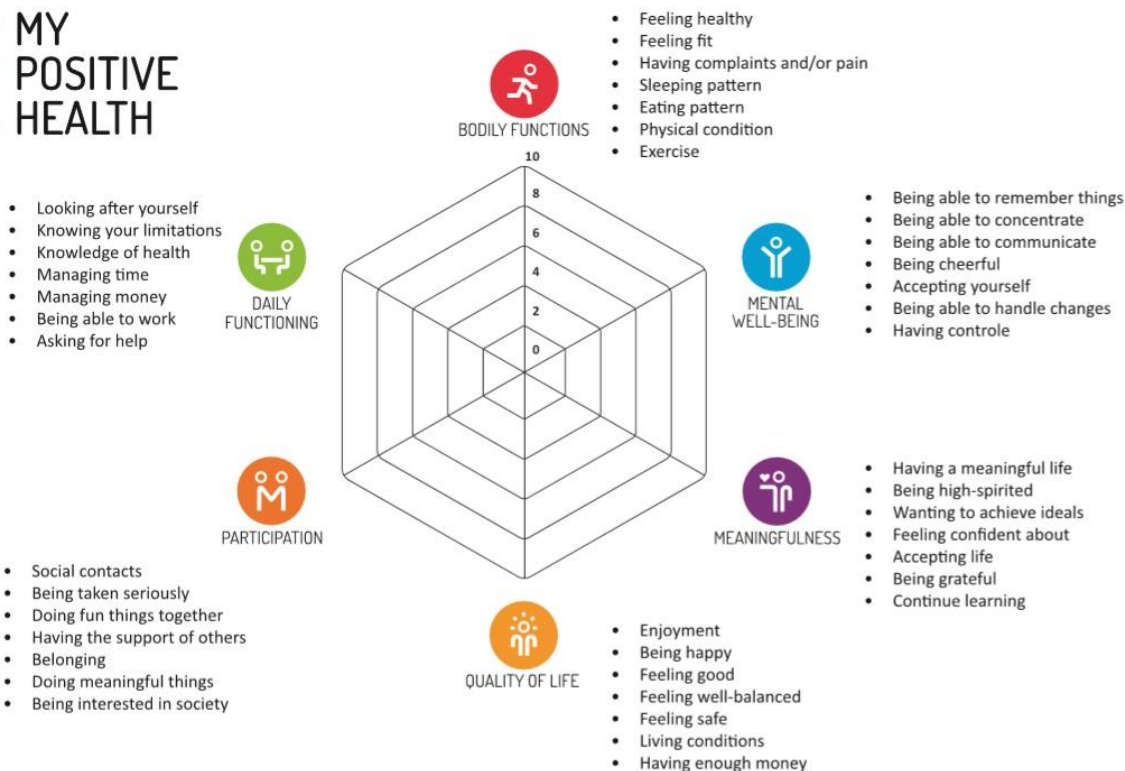 MY
POSITIVE
HEALTH
BODILY FUNCTIONS
• Feeling healthy
• Feeling fit
• Having complaints and/or pain
• Sleeping pattern
• Eating pattern
• Physical condition
• Exercise
10
8
6
4
2
0
MENTAL
WELL-BEING
• Being able to remember things
• Being able to concentrate
• Being able to communicate
• Being cheerful
• Accepting yourself
• Being able to handle changes
• Having controle
MEANINGFULNESS
• Having a meaningful life
• Being high-spirited
• Wanting to achieve ideals
• Feeling confident about
• Accepting life
• Being grateful
• Continue learning
QUALITY OF LIFE
• Enjoyment
• Being happy
• Feeling good
• Feeling well-balanced
• Feeling safe
• Living conditions
• Having enough money
PARTICIPATION
• Social contacts
• Being taken seriously
• Doing fun things together
• Having the support of others
• Belonging
• Doing meaningful things
• Being interested in society
DAILY
FUNCTIONING
• Looking after yourself
• Knowing your limitations
• Knowledge of health
• Managing time
• Managing money
• Being able to work
• Asking for help